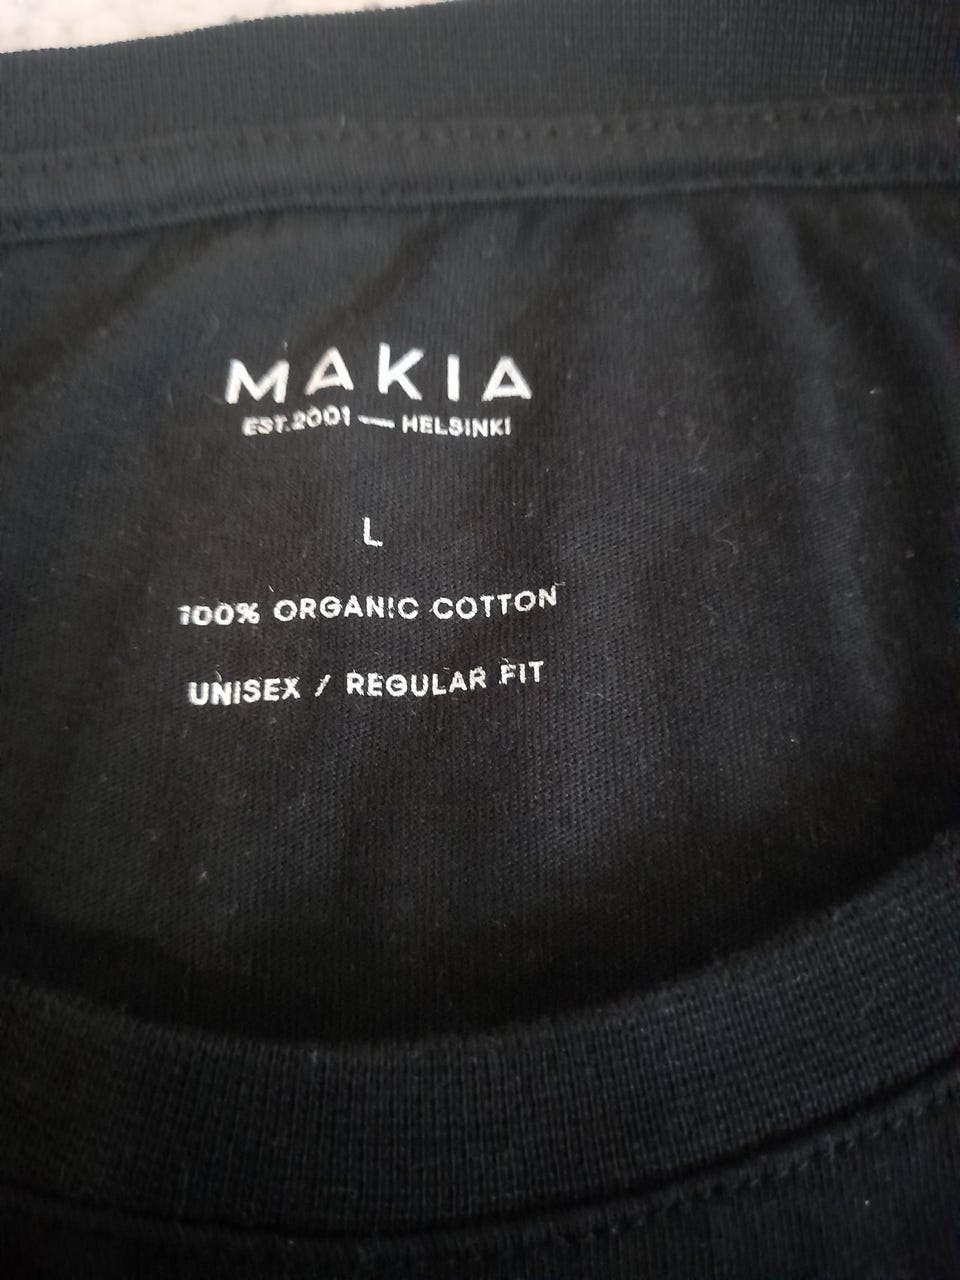 MAKIA
EST.2001 — HELSINKI
L
100% ORGANIC COTTON
UNISEX / REGULAR FIT